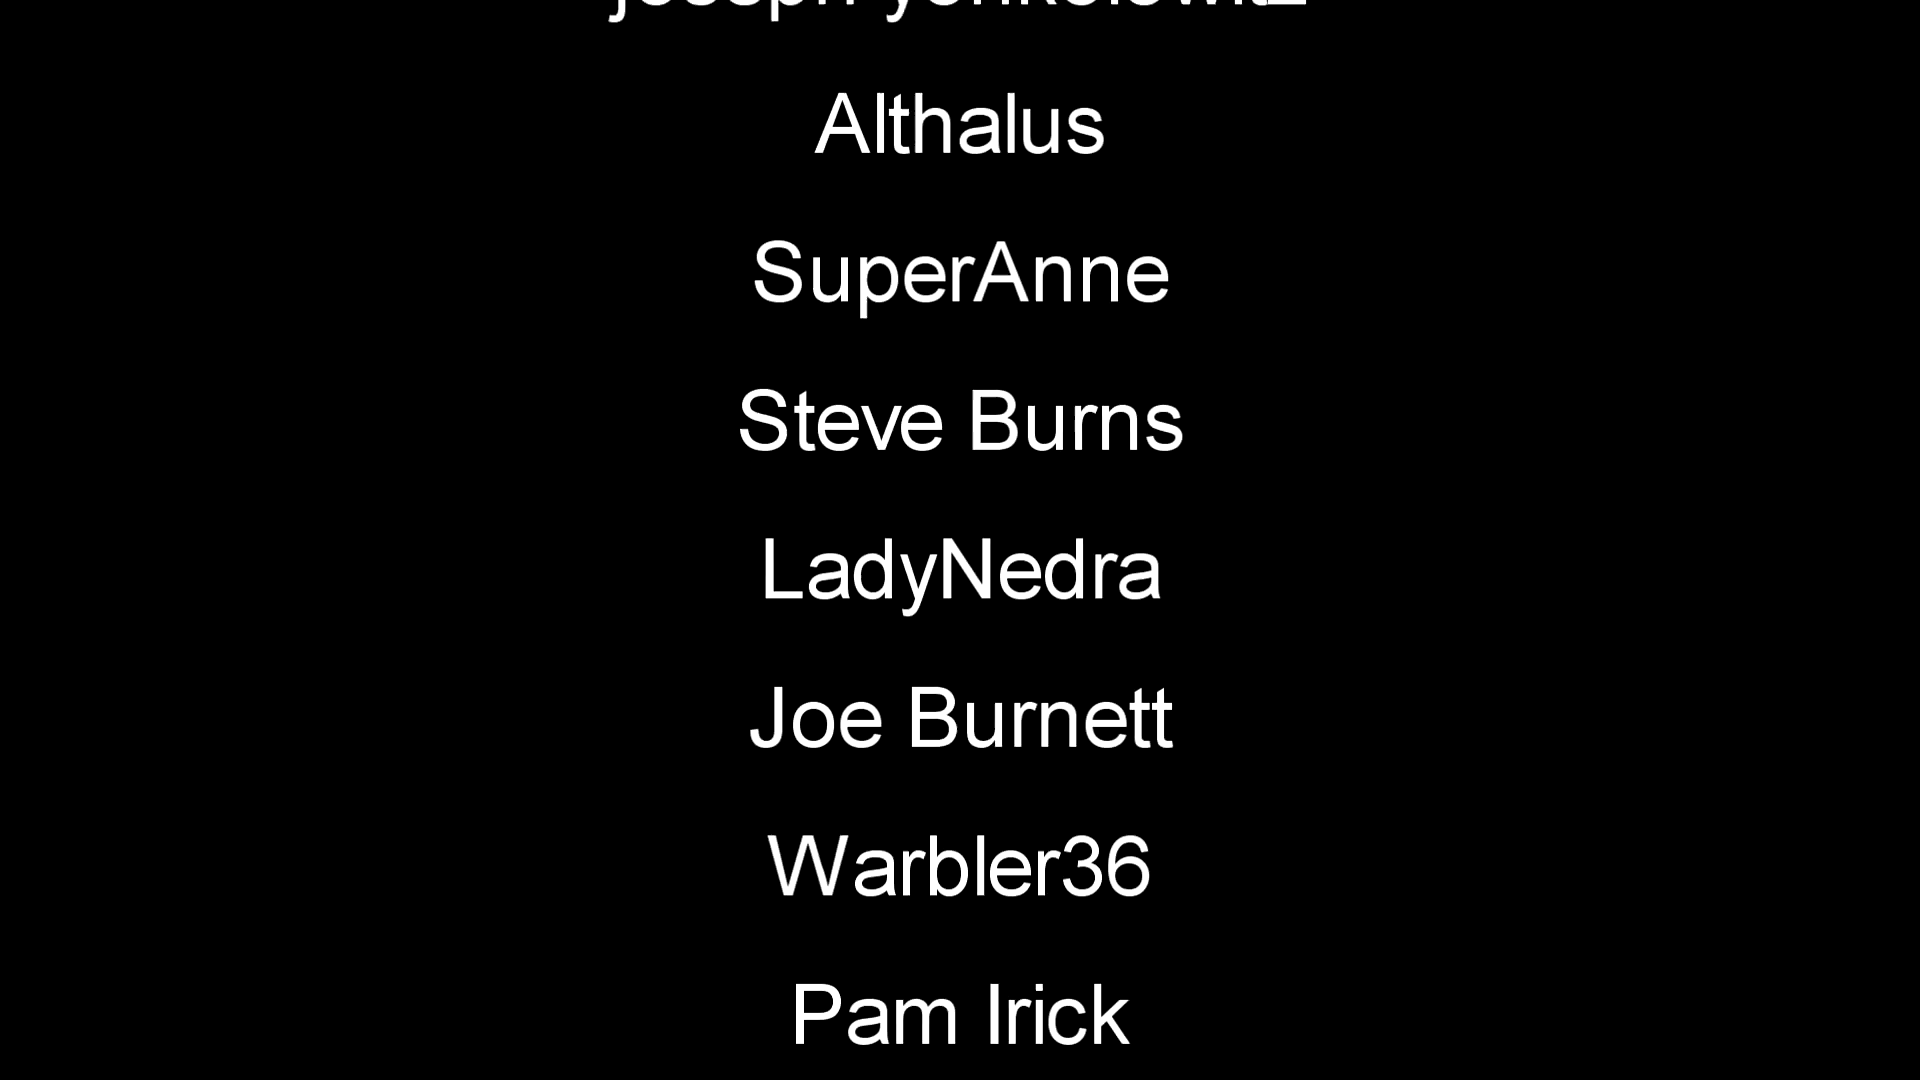 Althalus
SuperAnne
Steve Burns
LadyNedra
Joe Burnett
Warbler36
Pam Irick